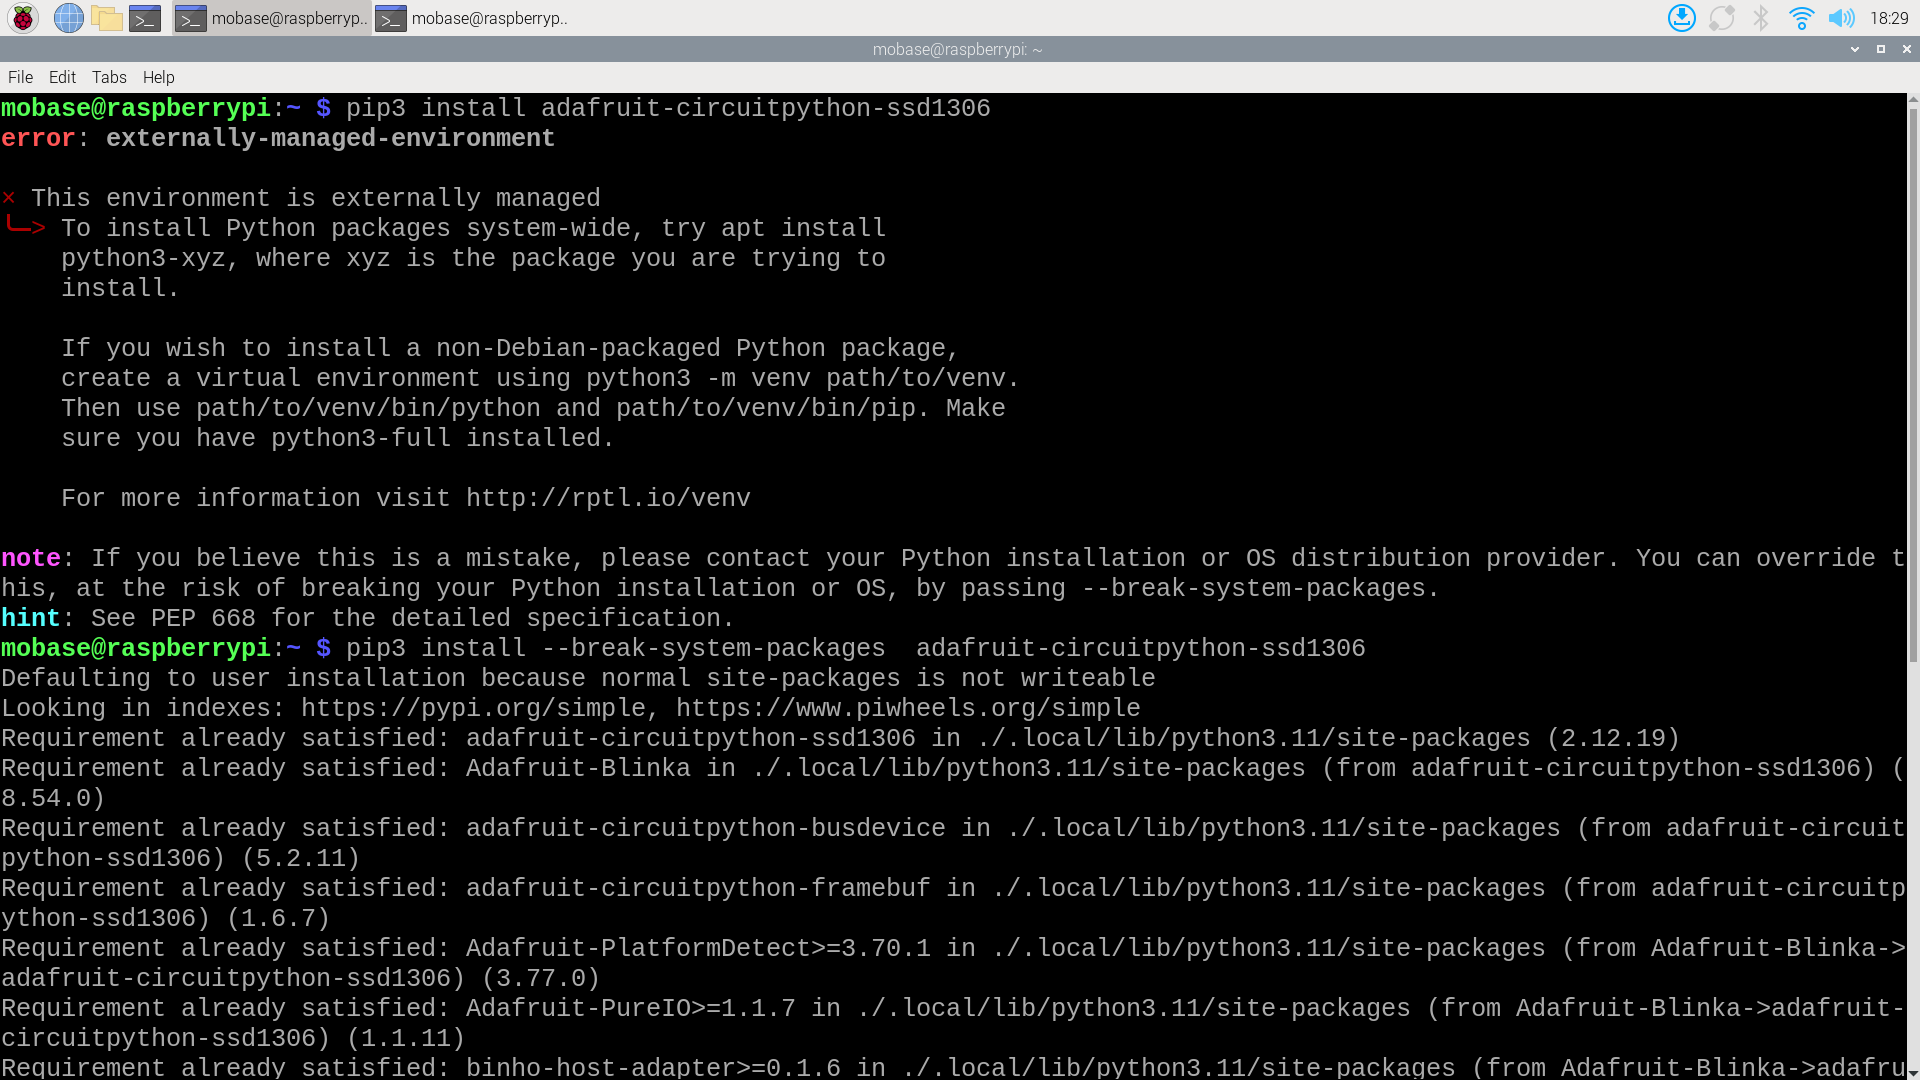 mobase@raspberryp.. mobase@raspberryp.. 18:29
mobase@raspberrypi: ~
File Edit Tabs Help
mobase@raspberrypi:~ $ pip3 install adafruit-circuitpython-ssd1306
error: externally-managed-environment
× This environment is externally managed
╰─> To install Python packages system-wide, try apt install
python3-xyz, where xyz is the package you are trying to
install.
If you wish to install a non-Debian-packaged Python package,
create a virtual environment using python3 -m venv path/to/venv.
Then use path/to/venv/bin/python and path/to/venv/bin/pip. Make
sure you have python3-full installed.
For more information visit http://rptl.io/venv
note: If you believe this is a mistake, please contact your Python installation or OS distribution provider. You can override t
his, at the risk of breaking your Python installation or OS, by passing --break-system-packages.
hint: See PEP 668 for the detailed specification.
mobase@raspberrypi:~ $ pip3 install --break-system-packages  adafruit-circuitpython-ssd1306
Defaulting to user installation because normal site-packages is not writeable
Looking in indexes: https://pypi.org/simple, https://www.piwheels.org/simple
Requirement already satisfied: adafruit-circuitpython-ssd1306 in ./.local/lib/python3.11/site-packages (2.12.19)
Requirement already satisfied: Adafruit-Blinka in ./.local/lib/python3.11/site-packages (from adafruit-circuitpython-ssd1306) (
8.54.0)
Requirement already satisfied: adafruit-circuitpython-busdevice in ./.local/lib/python3.11/site-packages (from adafruit-circuit
python-ssd1306) (5.2.11)
Requirement already satisfied: adafruit-circuitpython-framebuf in ./.local/lib/python3.11/site-packages (from adafruit-circuitp
ython-ssd1306) (1.6.7)
Requirement already satisfied: Adafruit-PlatformDetect>=3.70.1 in ./.local/lib/python3.11/site-packages (from Adafruit-Blinka->
adafruit-circuitpython-ssd1306) (3.77.0)
Requirement already satisfied: Adafruit-PureIO>=1.1.7 in ./.local/lib/python3.11/site-packages (from Adafruit-Blinka->adafruit-
circuitpython-ssd1306) (1.1.11)
Requirement already satisfied: binho-host-adapter>=0.1.6 in ./.local/lib/python3.11/site-packages (from Adafruit-Blinka->adafru